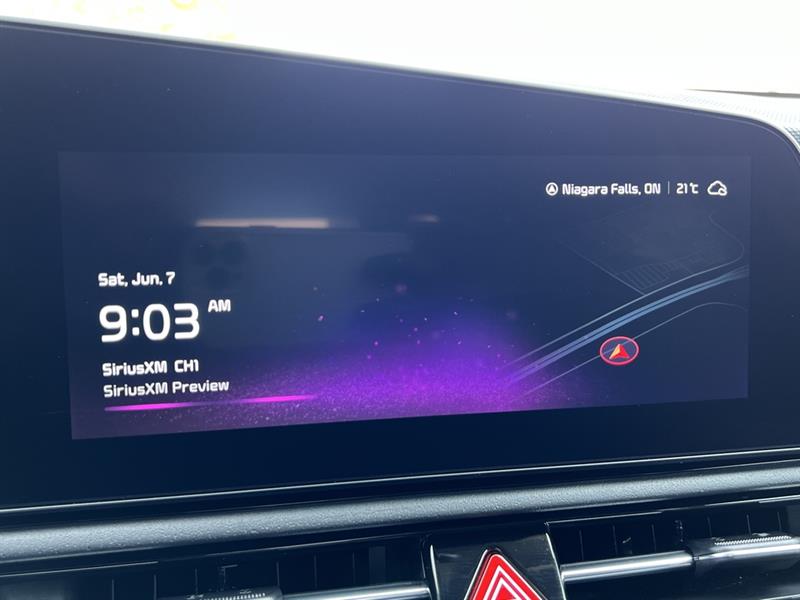 Niagara Falls, ON | 21°C
Sat, Jun, 7
9:03 AM
SiriusXM CH1
SiriusXM Preview